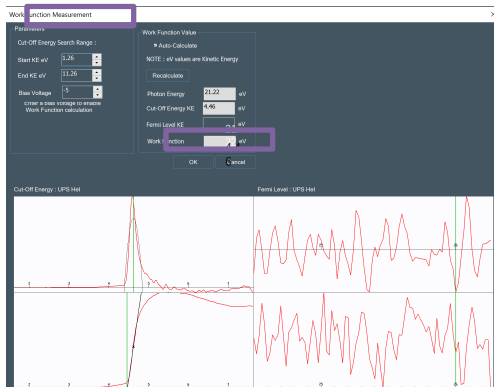 Work Function Measurement
Parameters
Cut-Off Energy Search Range :
Start KE eV 1.26
End KE eV 11.26
Bias Voltage -5
Enter a bias voltage to enable
Work Function calculation
Work Function Value
Auto-Calculate
NOTE : eV values are Kinetic Energy
Recalculate
Photon Energy 21.22 eV
Cut-Off Energy KE 4.46 eV
Fermi Level KE eV
Work Function eV
OK Cancel
Cut-Off Energy : UPS HeI
Fermi Level : UPS HeI